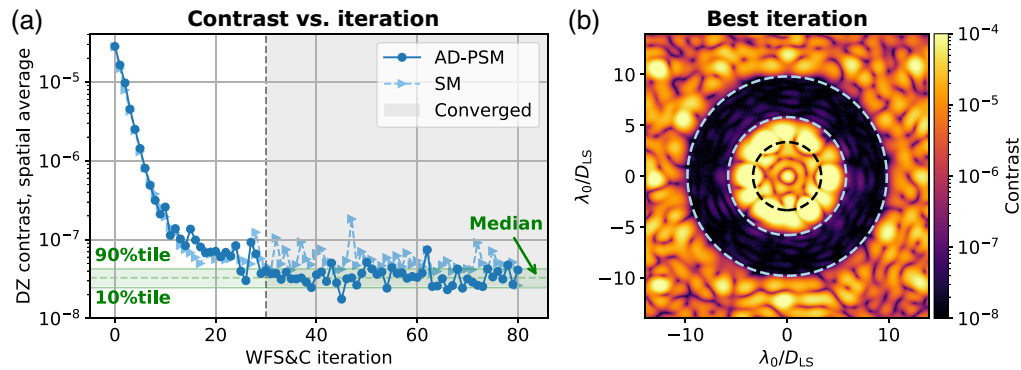 (a)
Contrast vs. iteration
DZ contrast, spatial average
10⁻⁵
10⁻⁶
10⁻⁷
10⁻⁸
AD-PSM
SM
Converged
Median
90%tile
10%tile
0
20
40
60
80
WFS&C iteration
(b)
Best iteration
λ₀/D_LS
10
5
0
−5
−10
−10
0
10
λ₀/D_LS
10⁻⁴
10⁻⁵
10⁻⁶
10⁻⁷
10⁻⁸
Contrast